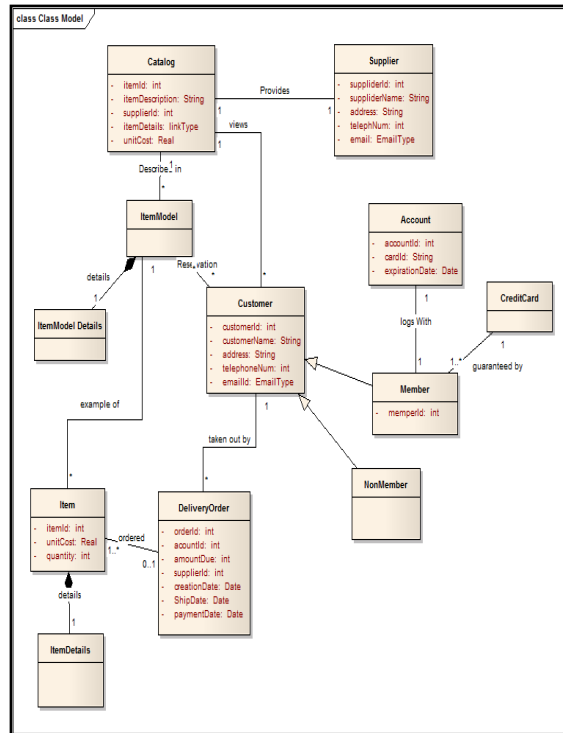 class Class Model
Catalog
- itemId: int
- itemDescription: String
- supplierId: int
- itemDetails: linkType
- unitCost: Real
Supplier
- suppliderId: int
- suppliderName: String
- address: String
- telephNum: int
- email: EmailType
Provides
1
1
views
1
1
Describe in
*
ItemModel
Account
- accountId: int
- cardId: String
- expirationDate: Date
Reservation
*
*
*
details
1
1
ItemModel Details
Customer
- customerId: int
- customerName: String
- address: String
- telephoneNum: int
- emailId: EmailType
1
CreditCard
logs With
1
1..*
1
guaranteed by
Member
- memperId: int
example of
1
taken out by
NonMember
*
*
Item
- itemId: int
- unitCost: Real
- quantity: int
DeliveryOrder
- orderId: int
- acountId: int
- amountDue: int
- supplierId: int
- creationDate: Date
- ShipDate: Date
- paymentDate: Date
ordered
1..*
0..1
details
1
ItemDetails